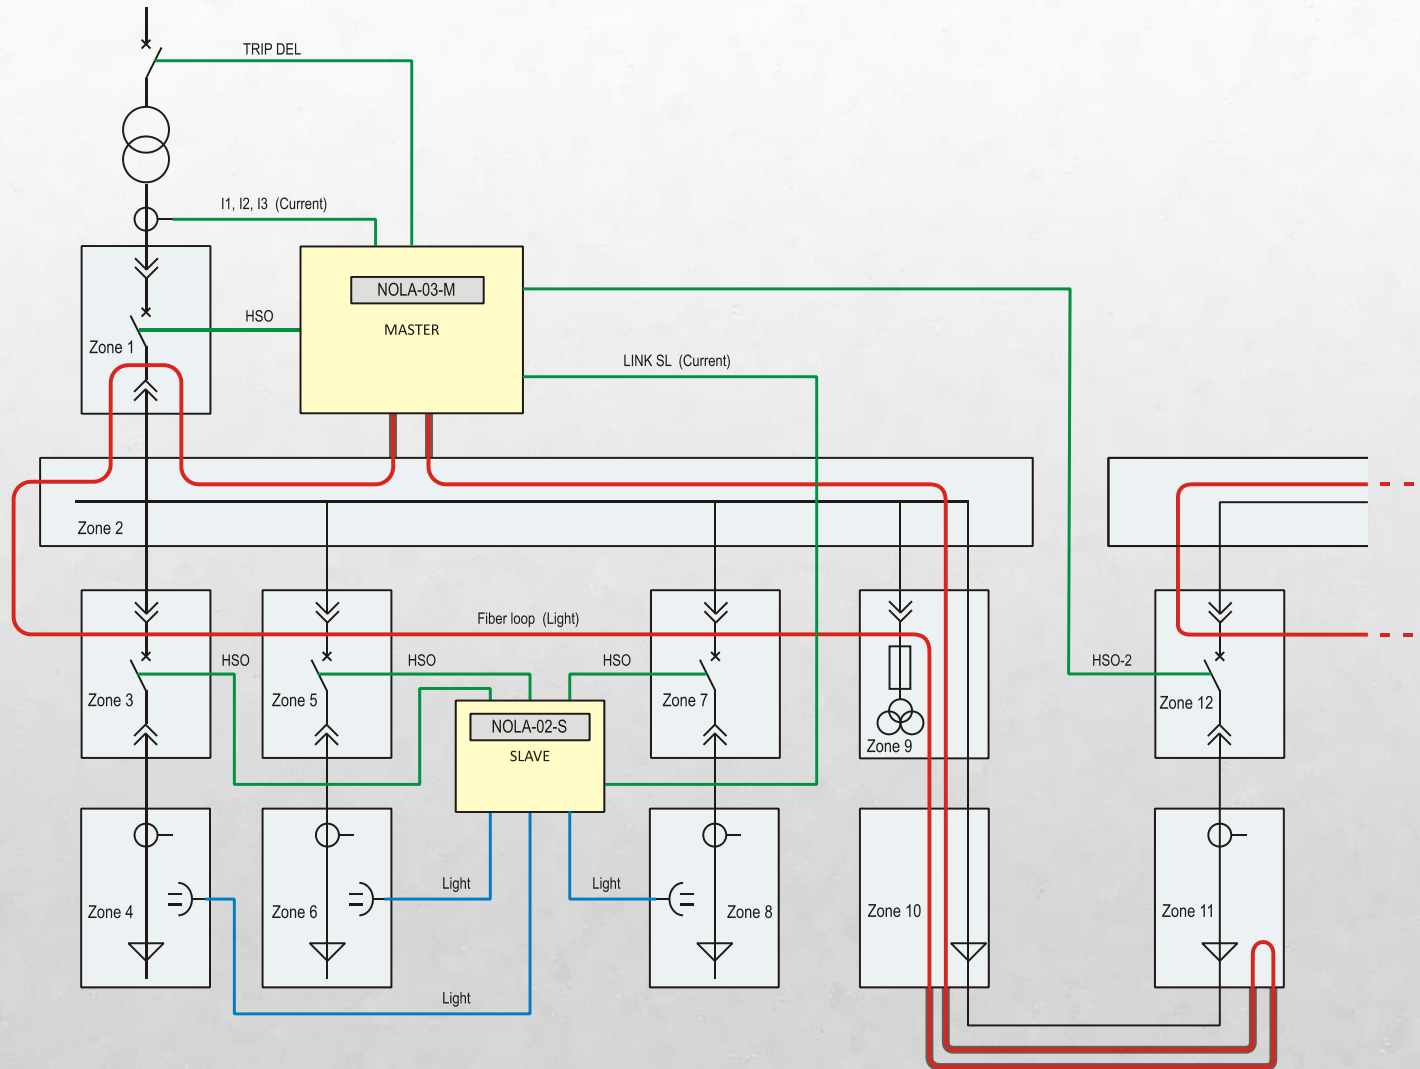 TRIP DEL
I1, I2, I3 (Current)
NOLA-03-M
MASTER
HSO
Zone 1
LINK SL (Current)
Zone 2
Fiber loop (Light)
HSO
HSO
HSO
HSO-2
Zone 3
Zone 5
Zone 7
Zone 12
NOLA-02-S
SLAVE
Zone 9
Light
Light
Zone 4
Zone 6
Zone 8
Zone 10
Zone 11
Light